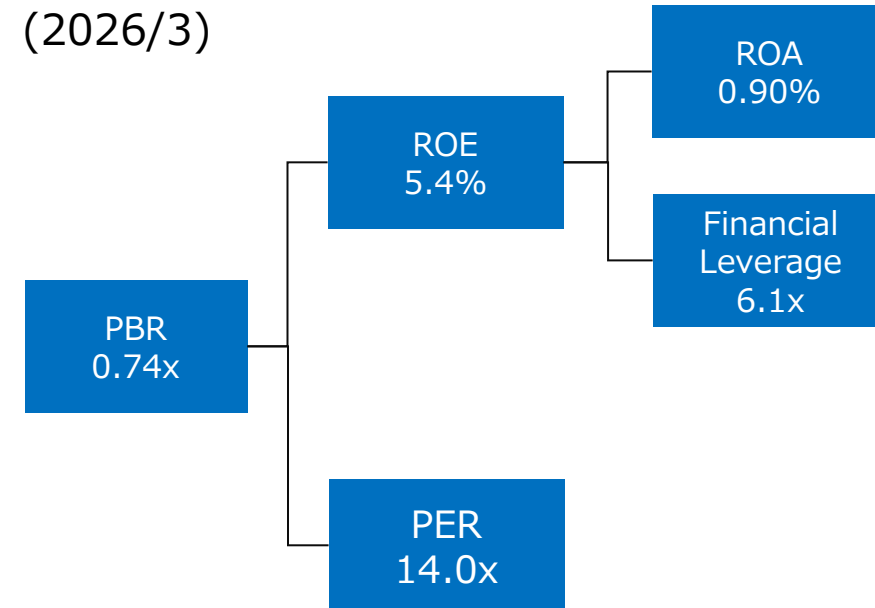 (2026/3)
ROA
0.90%
ROE
5.4%
Financial
Leverage
6.1x
PBR
0.74x
PER
14.0x